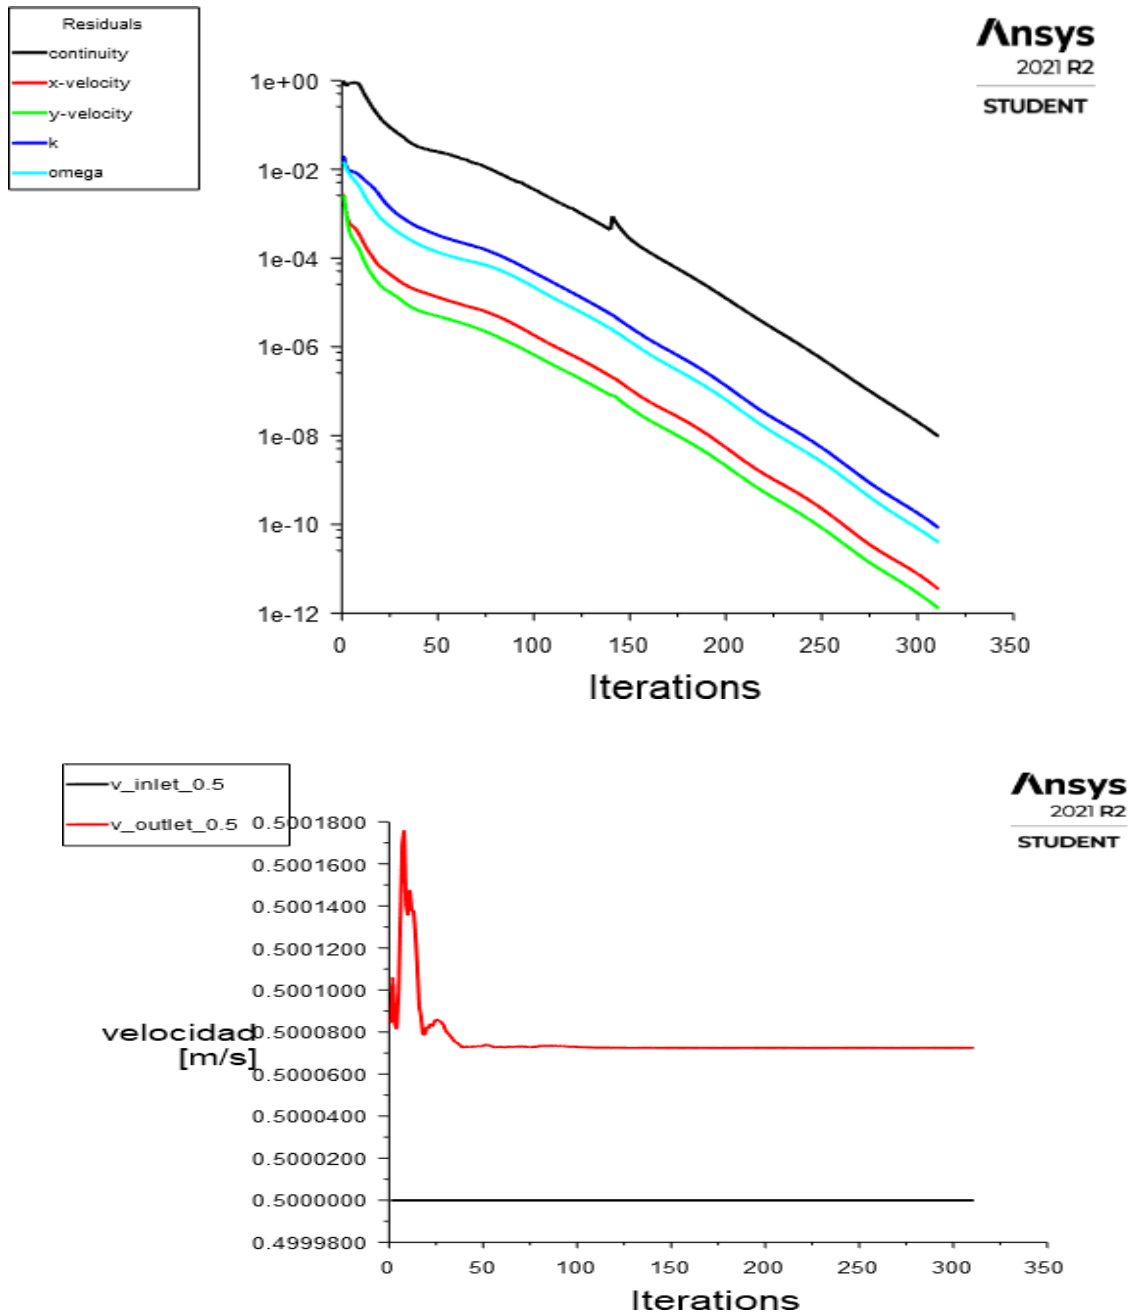 Residuals
continuity
x-velocity
y-velocity
k
omega
Ansys
2021 R2
STUDENT
1e+00
1e-02
1e-04
1e-06
1e-08
1e-10
1e-12
0 50 100 150 200 250 300 350
Iterations
v_inlet_0.5
v_outlet_0.5
Ansys
2021 R2
STUDENT
0.5001800
0.5001600
0.5001400
0.5001200
0.5001000
0.5000800
0.5000600
0.5000400
0.5000200
0.5000000
0.4999800
velocidad
[m/s]
0 50 100 150 200 250 300 350
Iterations